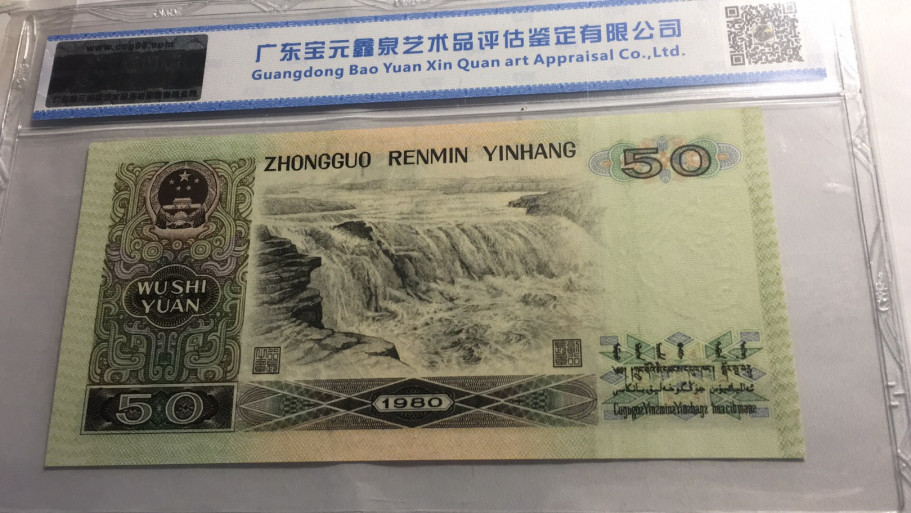 广东宝元鑫泉艺术品评估鉴定有限公司
Guangdong Bao Yuan Xin Quan art Appraisal Co.,Ltd.
ZHONGGUO RENMIN YINHANG
50
WU SHI
YUAN
50
1980